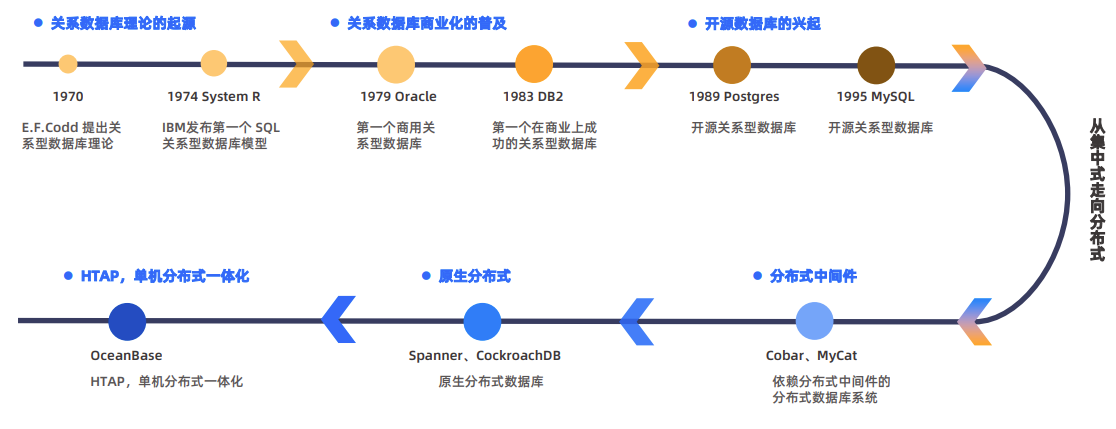 关系数据库理论的起源
关系数据库商业化的普及
开源数据库的兴起
1970
1974 System R
1979 Oracle
1983 DB2
1989 Postgres
1995 MySQL
E.F.Codd 提出关
系型数据库理论
IBM发布第一个 SQL
关系型数据库模型
第一个商用关
系型数据库
第一个在商业上成
功的关系型数据库
开源关系型数据库
开源关系型数据库
从集中式走向分布式
HTAP，单机分布式一体化
原生分布式
分布式中间件
OceanBase
Spanner、CockroachDB
Cobar、MyCat
HTAP，单机分布式一体化
原生分布式数据库
依赖分布式中间件的
分布式数据库系统